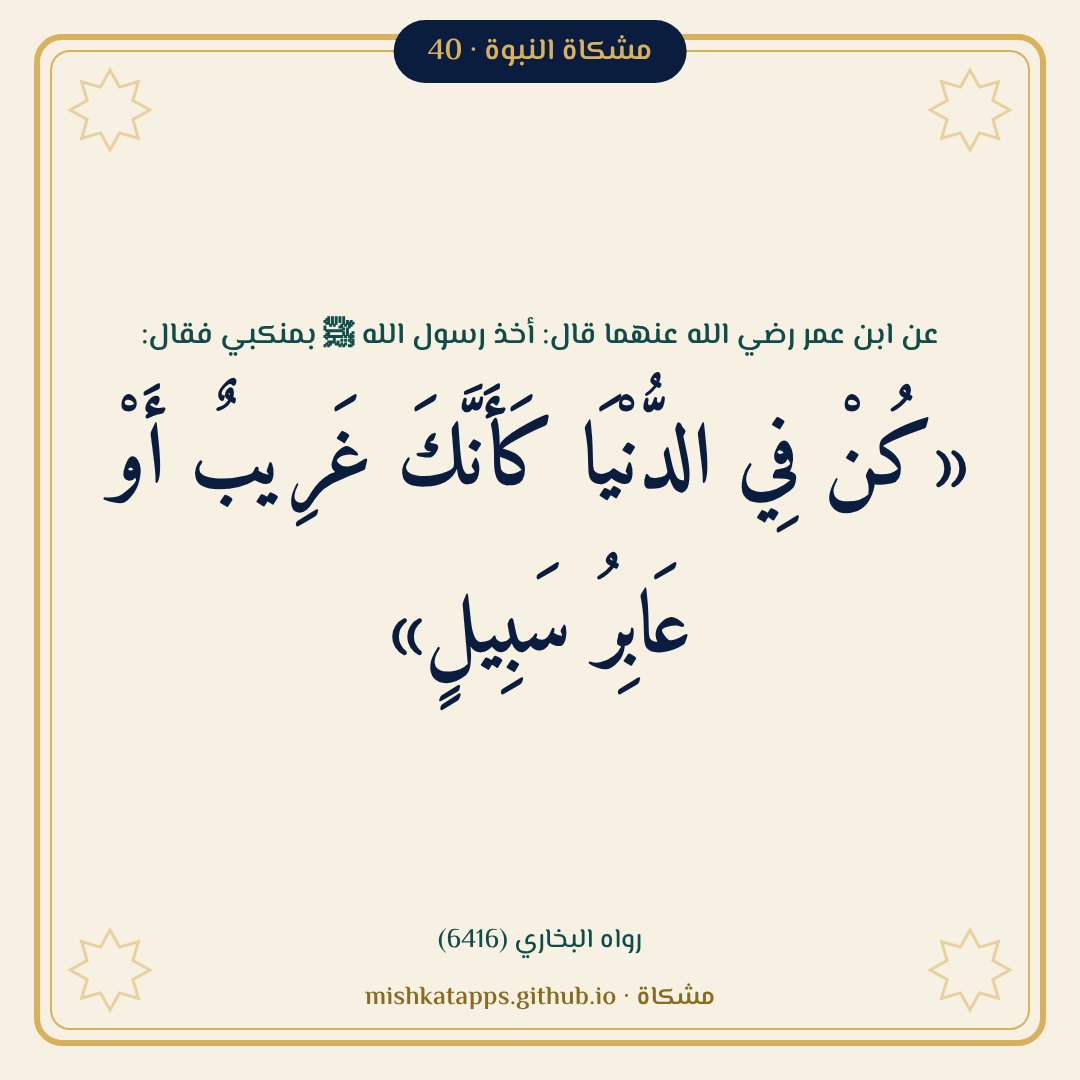 مشكاة النبوة · 40
عن ابن عمر رضي الله عنهما قال: أخذ رسول الله ﷺ بمنكبي فقال:
«كُنْ فِي الدُّنْيَا كَأَنَّكَ غَرِيبٌ أَوْ
عَابِرُ سَبِيلٍ»
رواه البخاري (6416)
مشكاة · mishkatapps.github.io